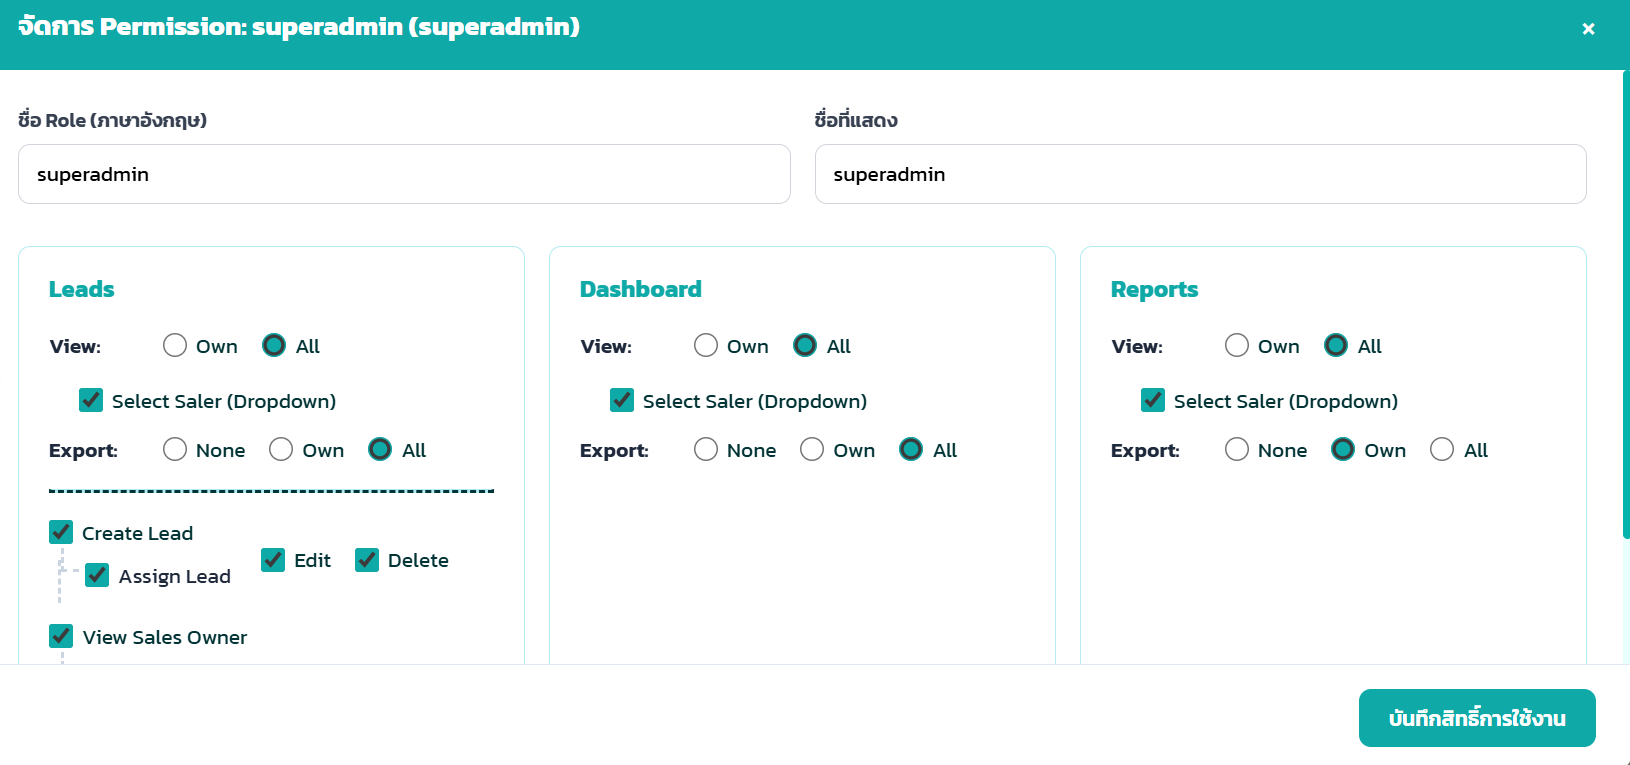 จัดการ Permission: superadmin (superadmin)
×
ชื่อ Role (ภาษาอังกฤษ)
superadmin
ชื่อที่แสดง
superadmin
Leads
View: Own All
Select Saler (Dropdown)
Export: None Own All
Create Lead
Assign Lead
Edit Delete
View Sales Owner
Dashboard
View: Own All
Select Saler (Dropdown)
Export: None Own All
Reports
View: Own All
Select Saler (Dropdown)
Export: None Own All
บันทึกสิทธิ์การใช้งาน